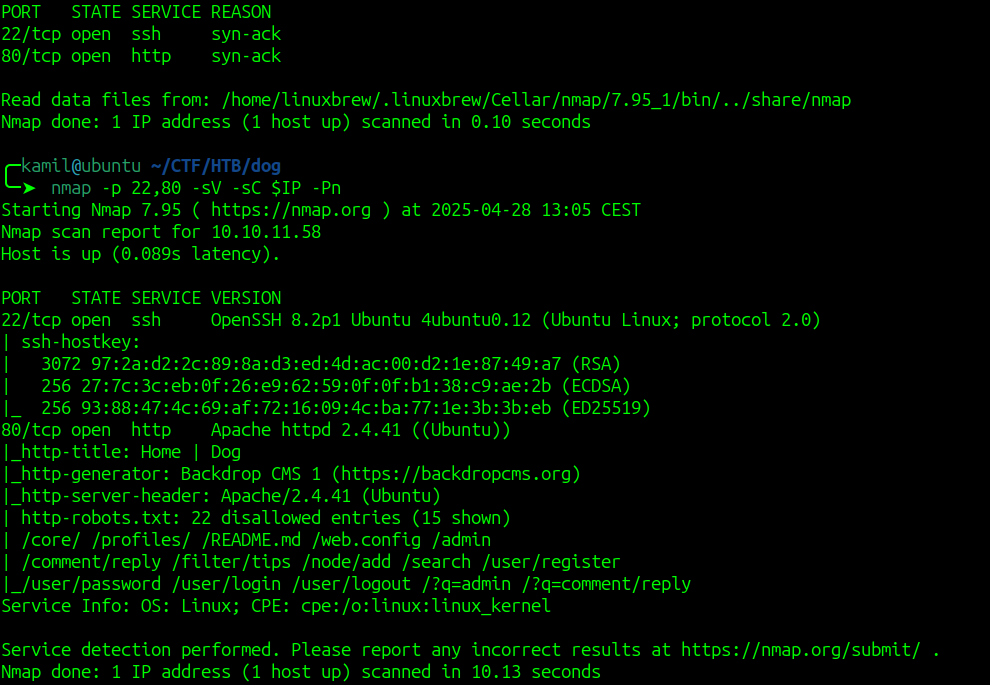 PORT   STATE SERVICE REASON
22/tcp open  ssh     syn-ack
80/tcp open  http    syn-ack
Read data files from: /home/linuxbrew/.linuxbrew/Cellar/nmap/7.95_1/bin/../share/nmap
Nmap done: 1 IP address (1 host up) scanned in 0.10 seconds
kamil@ubuntu ~/CTF/HTB/dog
nmap -p 22,80 -sV -sC $IP -Pn
Starting Nmap 7.95 ( https://nmap.org ) at 2025-04-28 13:05 CEST
Nmap scan report for 10.10.11.58
Host is up (0.089s latency).
PORT   STATE SERVICE VERSION
22/tcp open  ssh     OpenSSH 8.2p1 Ubuntu 4ubuntu0.12 (Ubuntu Linux; protocol 2.0)
| ssh-hostkey:
|   3072 97:2a:d2:2c:89:8a:d3:ed:4d:ac:00:d2:1e:87:49:a7 (RSA)
|   256 27:7c:3c:eb:0f:26:e9:62:59:0f:0f:b1:38:c9:ae:2b (ECDSA)
|_  256 93:88:47:4c:69:af:72:16:09:4c:ba:77:1e:3b:3b:eb (ED25519)
80/tcp open  http    Apache httpd 2.4.41 ((Ubuntu))
|_http-title: Home | Dog
|_http-generator: Backdrop CMS 1 (https://backdropcms.org)
|_http-server-header: Apache/2.4.41 (Ubuntu)
| http-robots.txt: 22 disallowed entries (15 shown)
| /core/ /profiles/ /README.md /web.config /admin
| /comment/reply /filter/tips /node/add /search /user/register
|_/user/password /user/login /user/logout /?q=admin /?q=comment/reply
Service Info: OS: Linux; CPE: cpe:/o:linux:linux_kernel
Service detection performed. Please report any incorrect results at https://nmap.org/submit/ .
Nmap done: 1 IP address (1 host up) scanned in 10.13 seconds